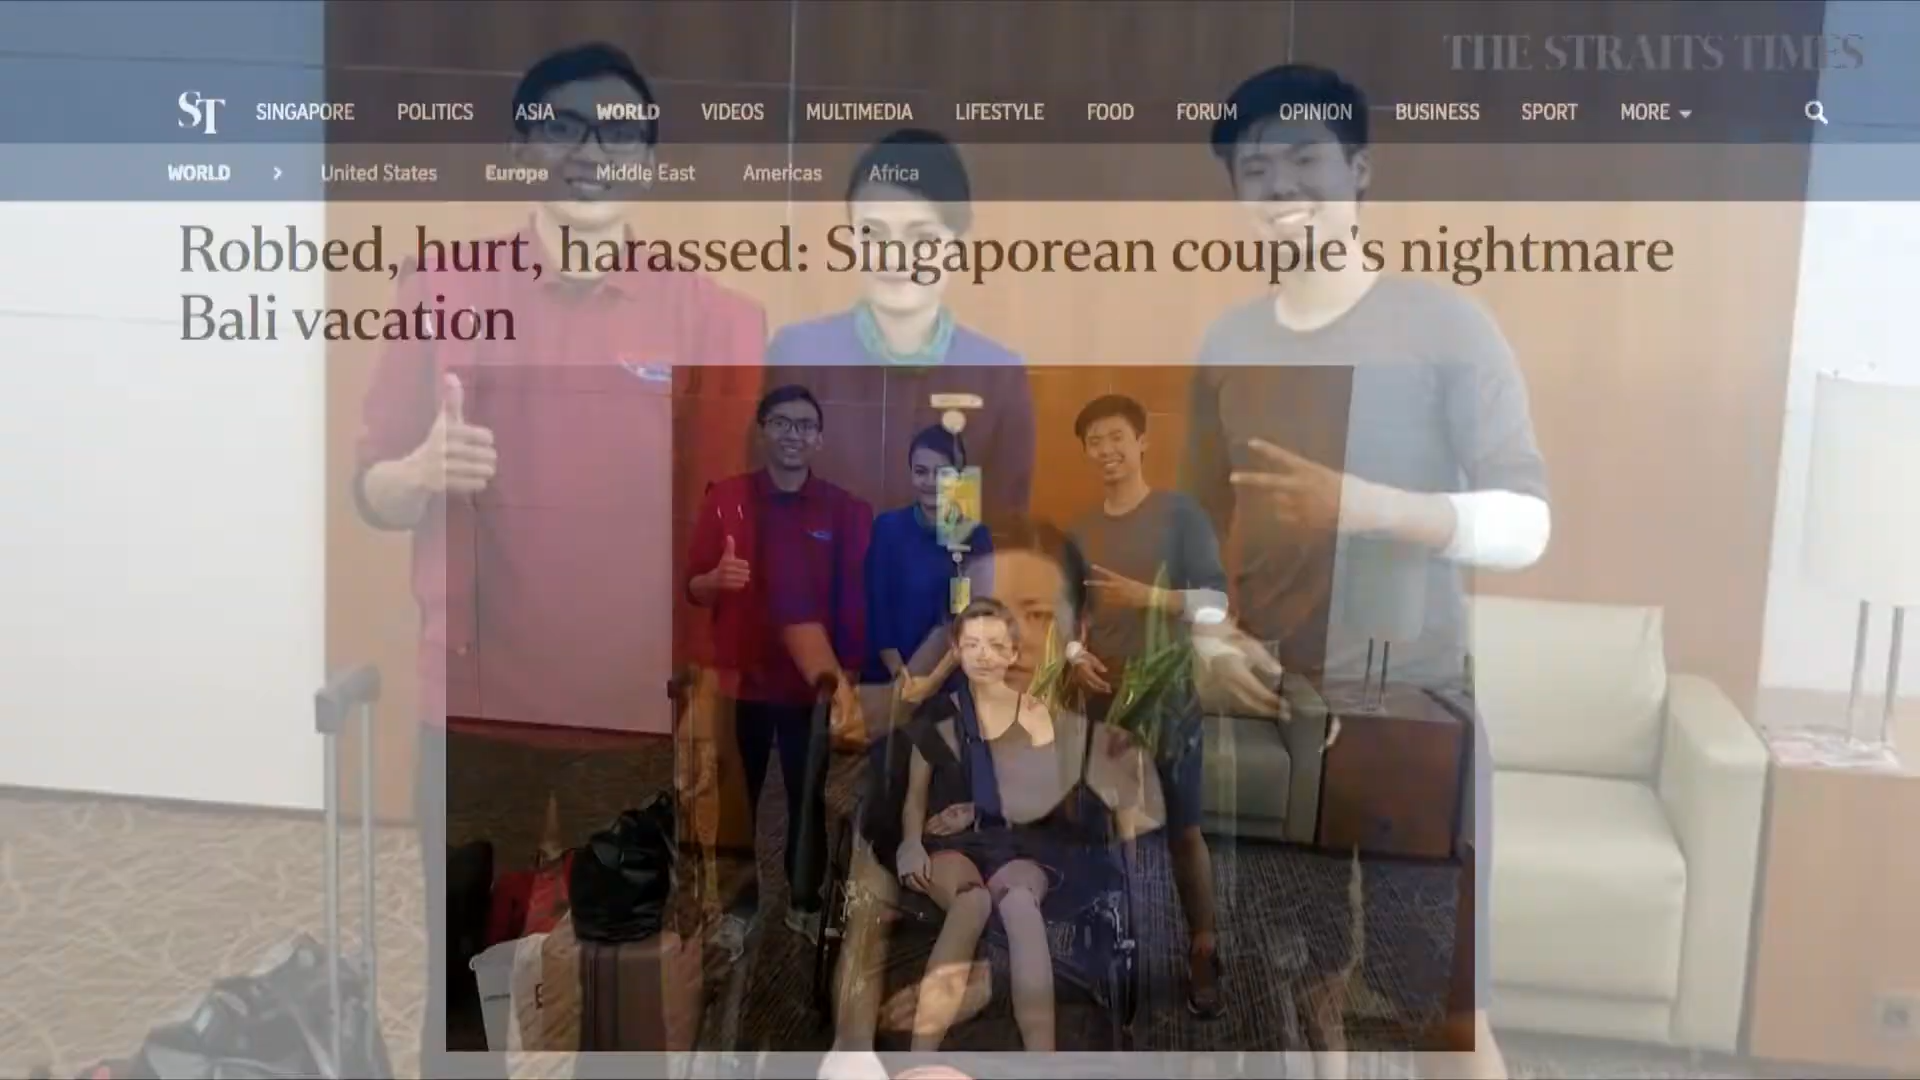 THE STRAITS TIMES
ST SINGAPORE POLITICS ASIA WORLD VIDEOS MULTIMEDIA LIFESTYLE FOOD FORUM OPINION BUSINESS SPORT MORE
WORLD > United States Europe Middle East Americas Africa
Robbed, hurt, harassed: Singaporean couple's nightmare
Bali vacation